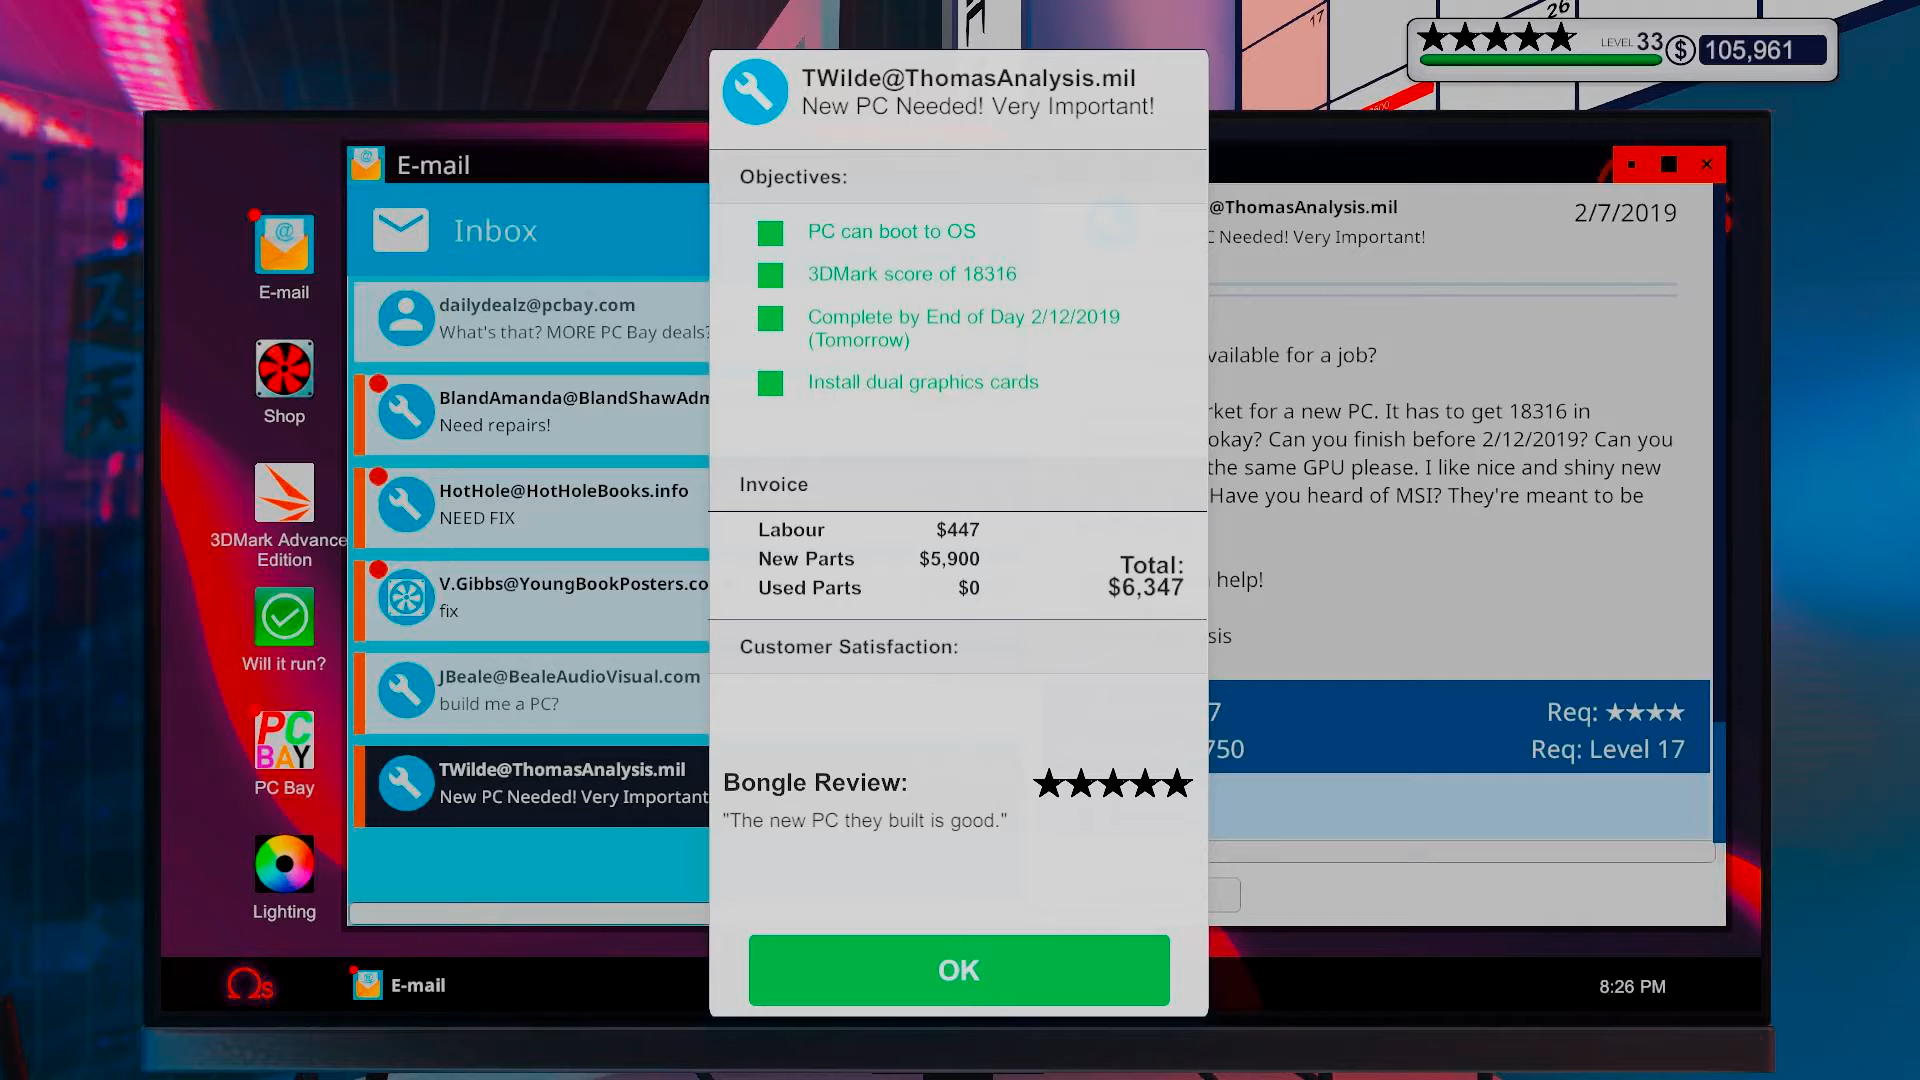 17
26
LEVEL 33
$ 105,961
TWilde@ThomasAnalysis.mil
New PC Needed! Very Important!
Objectives:
PC can boot to OS
3DMark score of 18316
Complete by End of Day 2/12/2019
(Tomorrow)
Install dual graphics cards
Invoice
Labour $447
New Parts $5,900
Used Parts $0
Total:
$6,347
Customer Satisfaction:
Bongle Review:
"The new PC they built is good."
OK
E-mail
Shop
3DMark Advance
Edition
Will it run?
PC
BAY
PC Bay
Lighting
E-mail
Inbox
dailydealz@pcbay.com
What's that? MORE PC Bay deals?
BlandAmanda@BlandShawAdm
Need repairs!
HotHole@HotHoleBooks.info
NEED FIX
V.Gibbs@YoungBookPosters.co
fix
JBeale@BealeAudioVisual.com
build me a PC?
TWilde@ThomasAnalysis.mil
New PC Needed! Very Important
@ThomasAnalysis.mil
2/7/2019
C Needed! Very Important!
vailable for a job?
rket for a new PC. It has to get 18316 in
okay? Can you finish before 2/12/2019? Can you
the same GPU please. I like nice and shiny new
Have you heard of MSI? They're meant to be
help!
sis
7
Req: ★★★★
750
Req: Level 17
Ωs
E-mail
8:26 PM